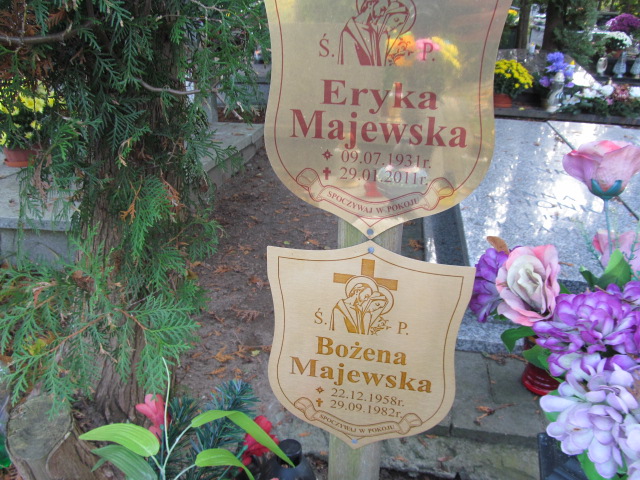 Ś. P.
Eryka
Majewska
09.07.1931r.
29.01.2011r.
SPOCZYWAJ W POKOJU
Ś. P.
Bożena
Majewska
22.12.1958r.
29.09.1982r.
SPOCZYWAJ W POKOJU